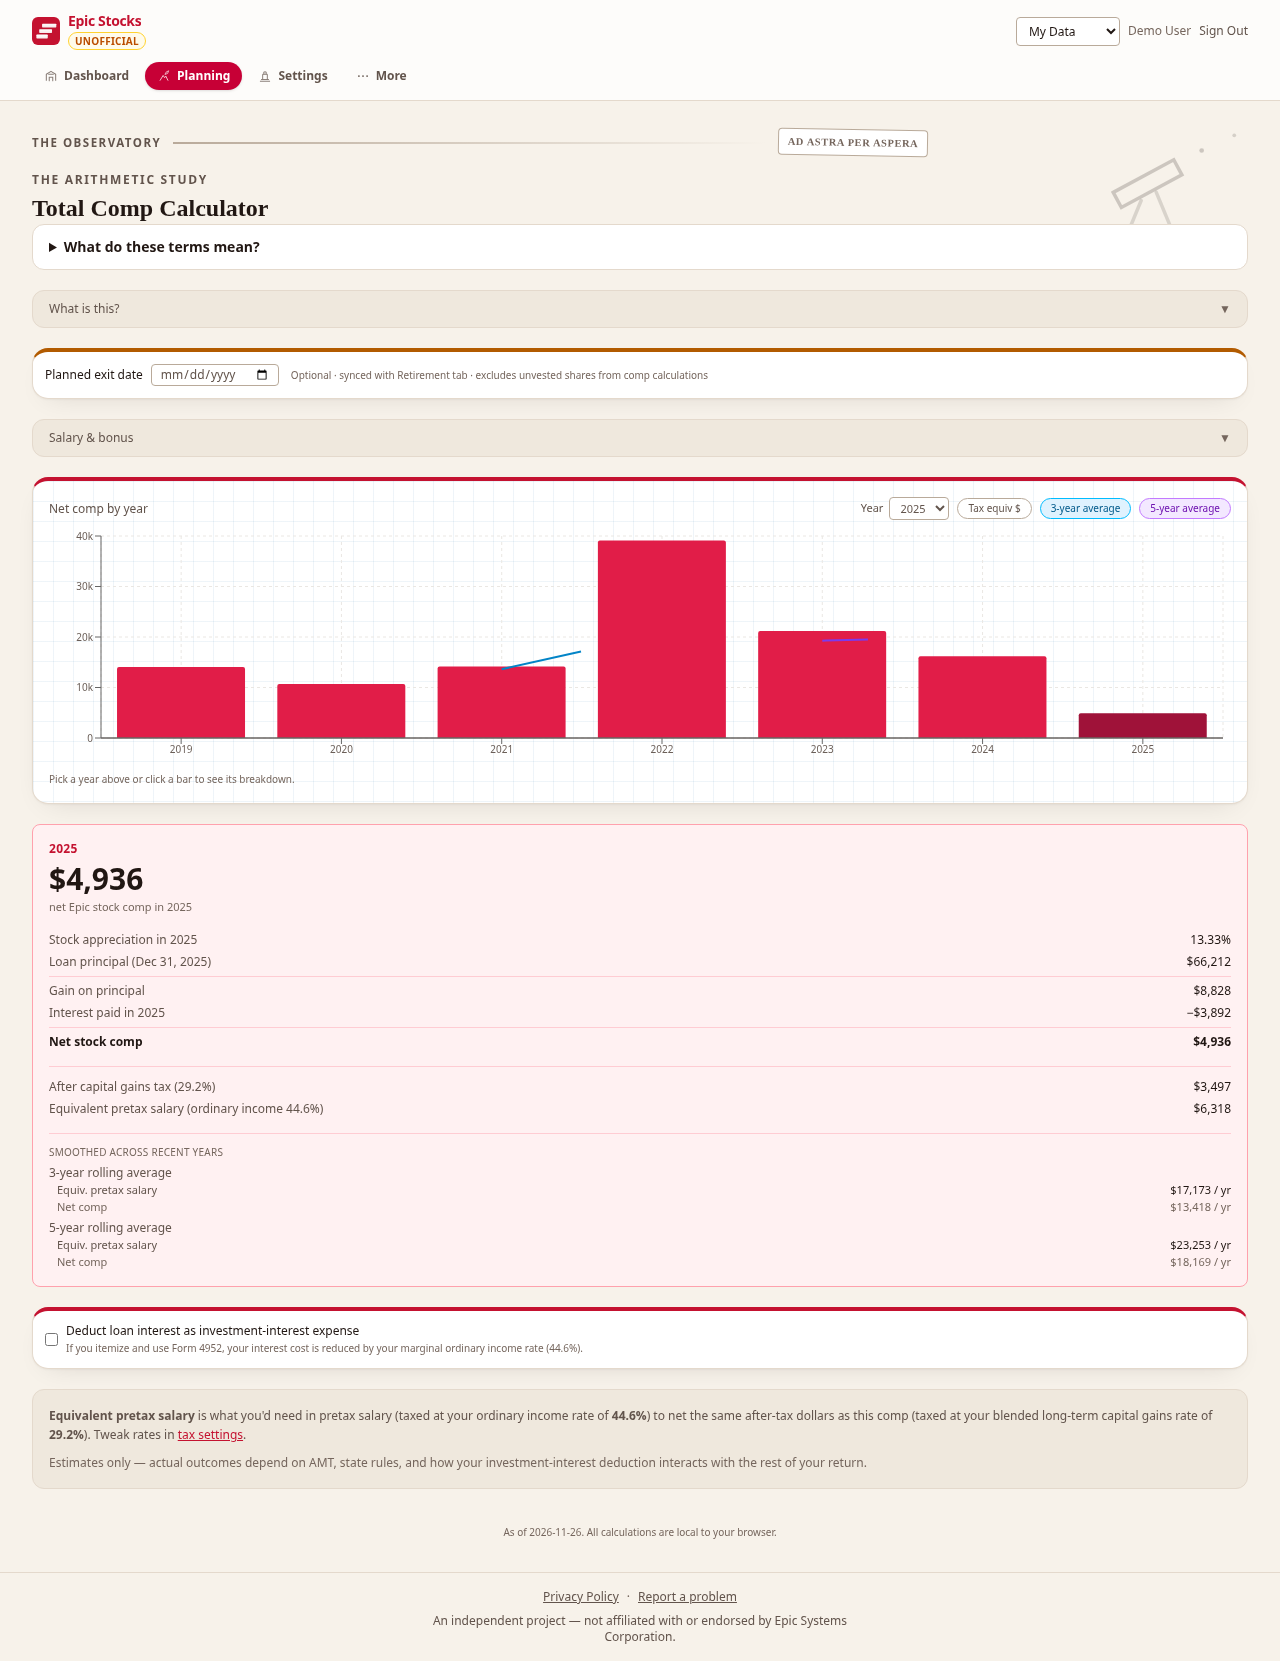 Epic Stocks
UNOFFICIAL
My Data
Demo User
Sign Out
Dashboard
Planning
Settings
More
THE OBSERVATORY
AD ASTRA PER ASPERA
THE ARITHMETIC STUDY
Total Comp Calculator
What do these terms mean?
What is this?
Planned exit date
mm/dd/yyyy
Optional · synced with Retirement tab · excludes unvested shares from comp calculations
Salary & bonus
Net comp by year
Year
2025
Tax equiv $
3-year average
5-year average
40k
30k
20k
10k
0
2019
2020
2021
2022
2023
2024
2025
Pick a year above or click a bar to see its breakdown.
2025
$4,936
net Epic stock comp in 2025
Stock appreciation in 2025 13.33%
Loan principal (Dec 31, 2025) $66,212
Gain on principal $8,828
Interest paid in 2025 −$3,892
Net stock comp $4,936
After capital gains tax (29.2%) $3,497
Equivalent pretax salary (ordinary income 44.6%) $6,318
SMOOTHED ACROSS RECENT YEARS
3-year rolling average
Equiv. pretax salary $17,173 / yr
Net comp $13,418 / yr
5-year rolling average
Equiv. pretax salary $23,253 / yr
Net comp $18,169 / yr
Deduct loan interest as investment-interest expense
If you itemize and use Form 4952, your interest cost is reduced by your marginal ordinary income rate (44.6%).
Equivalent pretax salary is what you'd need in pretax salary (taxed at your ordinary income rate of 44.6%) to net the same after-tax dollars as this comp (taxed at your blended long-term capital gains rate of
29.2%). Tweak rates in tax settings.
Estimates only — actual outcomes depend on AMT, state rules, and how your investment-interest deduction interacts with the rest of your return.
As of 2026-11-26. All calculations are local to your browser.
Privacy Policy · Report a problem
An independent project — not affiliated with or endorsed by Epic Systems
Corporation.